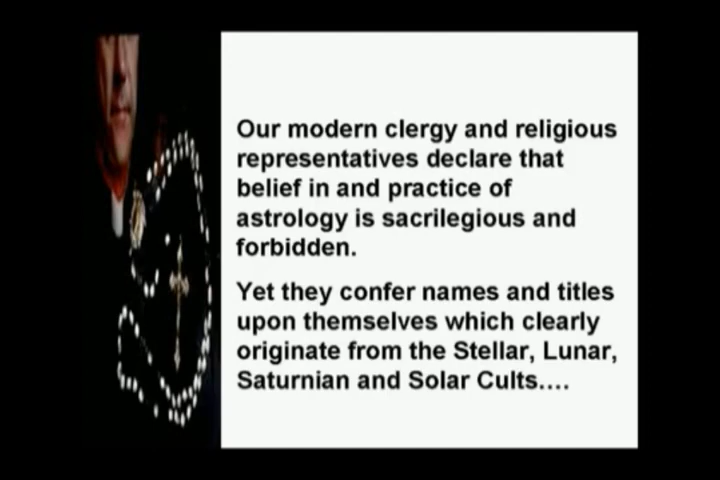 Our modern clergy and religious
representatives declare that
belief in and practice of
astrology is sacrilegious and
forbidden.
Yet they confer names and titles
upon themselves which clearly
originate from the Stellar, Lunar,
Saturnian and Solar Cults....